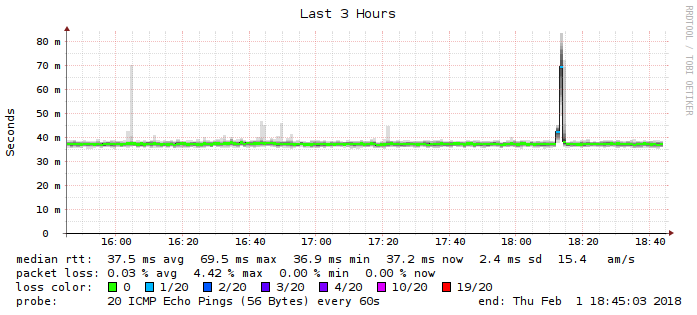 Last 3 Hours
RRDTOOL / TOBI OETIKER
Seconds
80 m
70 m
60 m
50 m
40 m
30 m
20 m
10 m
0
16:00 16:20 16:40 17:00 17:20 17:40 18:00 18:20 18:40
median rtt: 37.5 ms avg 69.5 ms max 36.9 ms min 37.2 ms now 2.4 ms sd 15.4 am/s
packet loss: 0.03 % avg 4.42 % max 0.00 % min 0.00 % now
loss color: 0 1/20 2/20 3/20 4/20 10/20 19/20
probe: 20 ICMP Echo Pings (56 Bytes) every 60s end: Thu Feb 1 18:45:03 2018